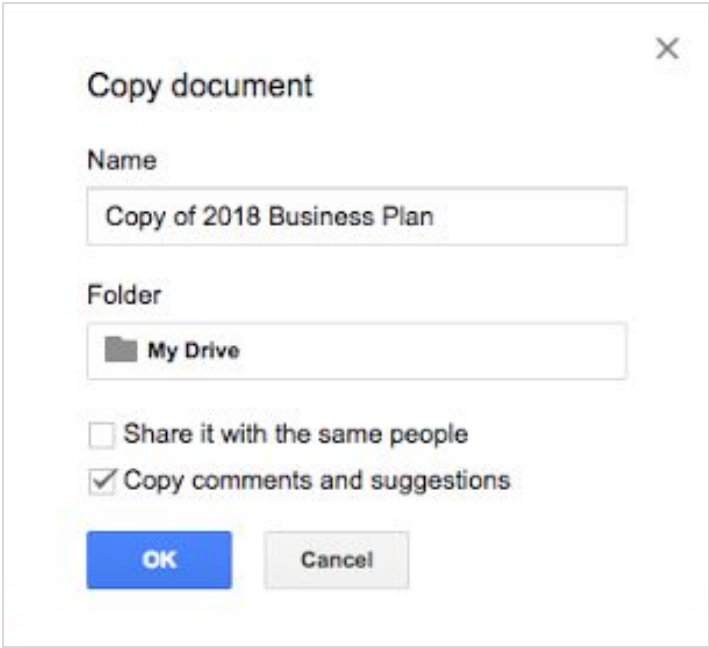 Copy document
Name
Copy of 2018 Business Plan
Folder
My Drive
Share it with the same people
Copy comments and suggestions
OK Cancel